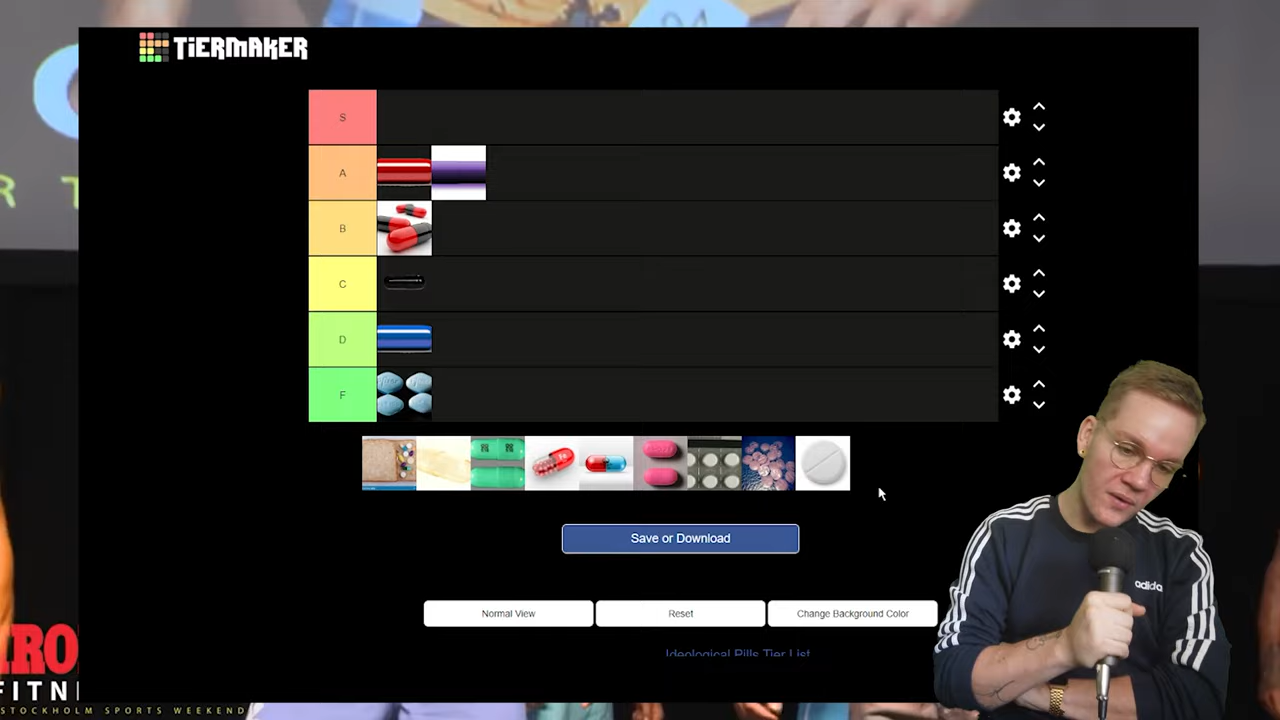 TiERMAKER
S
A
B
C
D
F
Save or Download
Normal View
Reset
Change Background Color
Ideological Pills Tier List
adidas
FITN
STOCKHOLM SPORTS WEEKEND